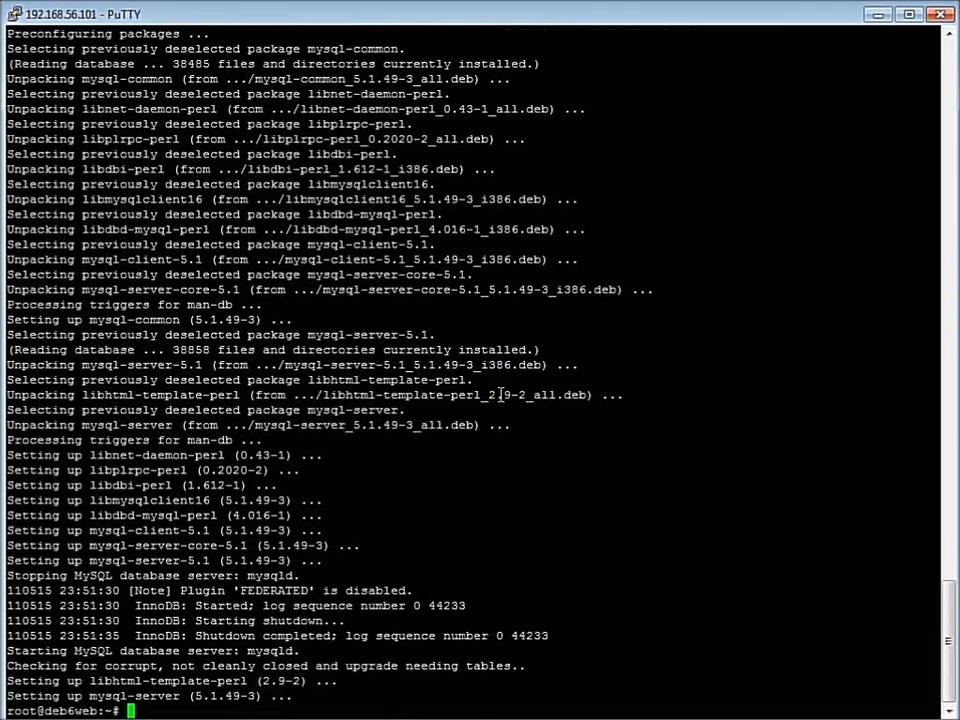 192.168.56.101 - PuTTY
Preconfiguring packages ...
Selecting previously deselected package mysql-common.
(Reading database ... 38485 files and directories currently installed.)
Unpacking mysql-common (from .../mysql-common_5.1.49-3_all.deb) ...
Selecting previously deselected package libnet-daemon-perl.
Unpacking libnet-daemon-perl (from .../libnet-daemon-perl_0.43-1_all.deb) ...
Selecting previously deselected package libplrpc-perl.
Unpacking libplrpc-perl (from .../libplrpc-perl_0.2020-2_all.deb) ...
Selecting previously deselected package libdbi-perl.
Unpacking libdbi-perl (from .../libdbi-perl_1.612-1_i386.deb) ...
Selecting previously deselected package libmysqlclient16.
Unpacking libmysqlclient16 (from .../libmysqlclient16_5.1.49-3_i386.deb) ...
Selecting previously deselected package libdbd-mysql-perl.
Unpacking libdbd-mysql-perl (from .../libdbd-mysql-perl_4.016-1_i386.deb) ...
Selecting previously deselected package mysql-client-5.1.
Unpacking mysql-client-5.1 (from .../mysql-client-5.1_5.1.49-3_i386.deb) ...
Selecting previously deselected package mysql-server-core-5.1.
Unpacking mysql-server-core-5.1 (from .../mysql-server-core-5.1_5.1.49-3_i386.deb) ...
Processing triggers for man-db ...
Setting up mysql-common (5.1.49-3) ...
Selecting previously deselected package mysql-server-5.1.
(Reading database ... 38858 files and directories currently installed.)
Unpacking mysql-server-5.1 (from .../mysql-server-5.1_5.1.49-3_i386.deb) ...
Selecting previously deselected package libhtml-template-perl.
Unpacking libhtml-template-perl (from .../libhtml-template-perl_2.9-2_all.deb) ...
Selecting previously deselected package mysql-server.
Unpacking mysql-server (from .../mysql-server_5.1.49-3_all.deb) ...
Processing triggers for man-db ...
Setting up libnet-daemon-perl (0.43-1) ...
Setting up libplrpc-perl (0.2020-2) ...
Setting up libdbi-perl (1.612-1) ...
Setting up libmysqlclient16 (5.1.49-3) ...
Setting up libdbd-mysql-perl (4.016-1) ...
Setting up mysql-client-5.1 (5.1.49-3) ...
Setting up mysql-server-core-5.1 (5.1.49-3) ...
Setting up mysql-server-5.1 (5.1.49-3) ...
Stopping MySQL database server: mysqld.
110515 23:51:30 [Note] Plugin 'FEDERATED' is disabled.
110515 23:51:30  InnoDB: Started; log sequence number 0 44233
110515 23:51:30  InnoDB: Starting shutdown...
110515 23:51:35  InnoDB: Shutdown completed; log sequence number 0 44233
Starting MySQL database server: mysqld.
Checking for corrupt, not cleanly closed and upgrade needing tables..
Setting up libhtml-template-perl (2.9-2) ...
Setting up mysql-server (5.1.49-3) ...
root@deb6web:~#